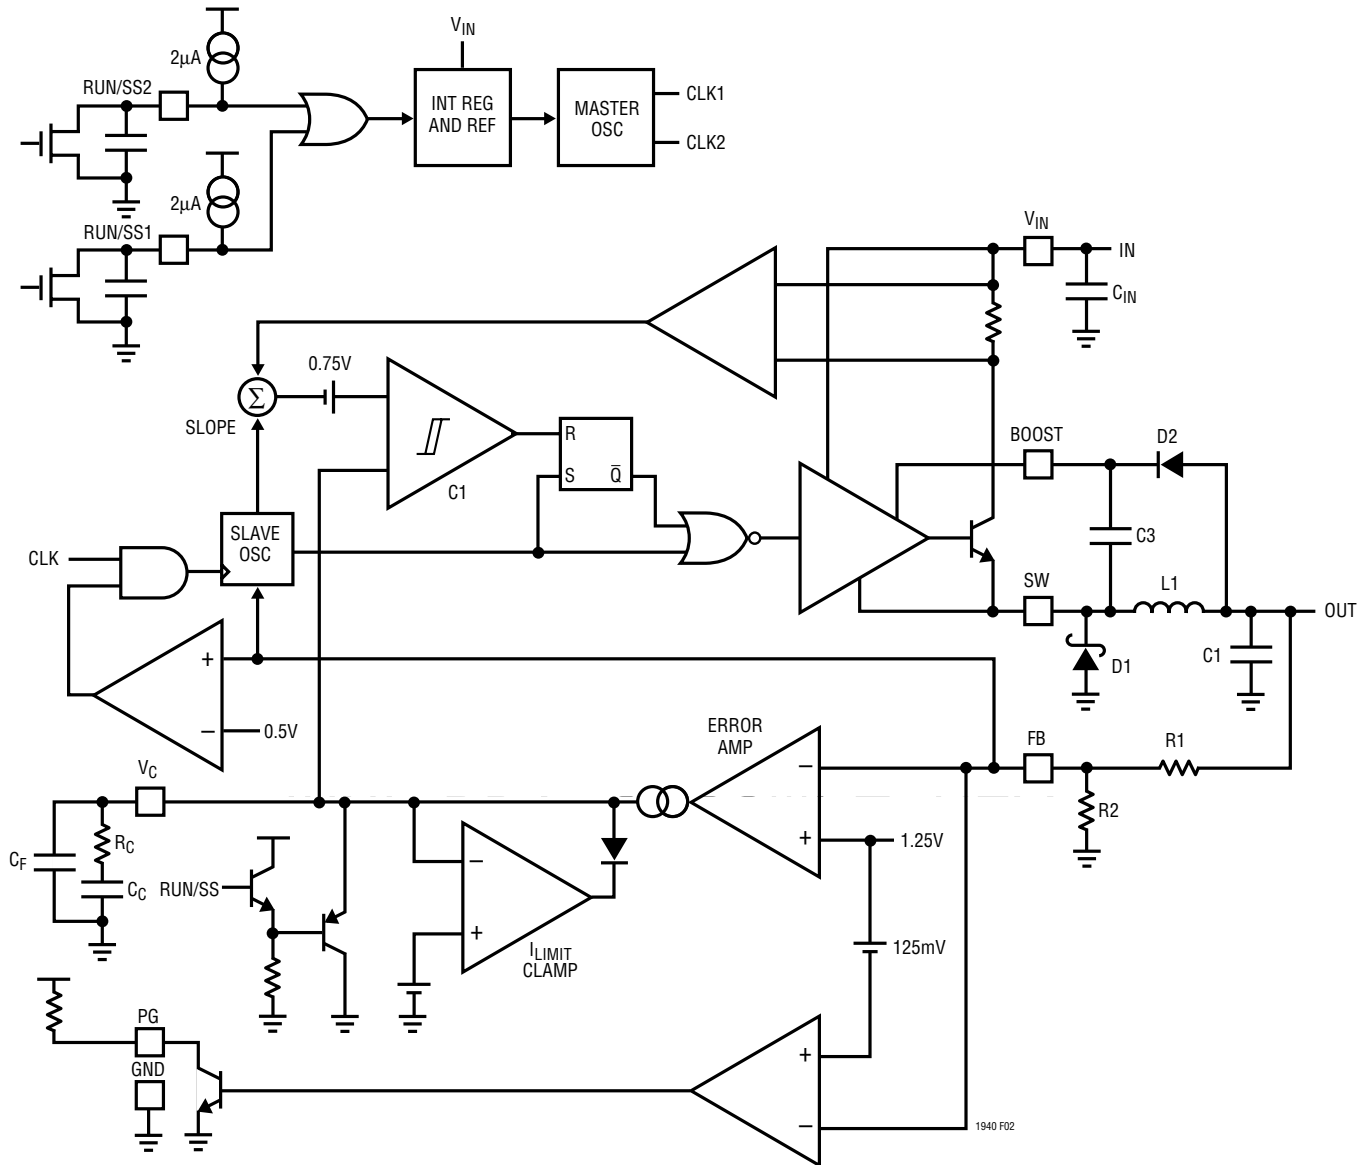 V_IN
2µA
RUN/SS2
INT REG
AND REF
MASTER
OSC
CLK1
CLK2
2µA
RUN/SS1
V_IN
IN
C_IN
0.75V
Σ
SLOPE
R
S
Q̅
C1
BOOST
D2
C3
SLAVE
OSC
CLK
SW
L1
OUT
D1
C1
+
−
0.5V
ERROR
AMP
FB
R1
−
+
R2
V_C
1.25V
R_C
C_F
C_C
RUN/SS
−
+
I_LIMIT
CLAMP
125mV
PG
GND
+
−
1940 F02